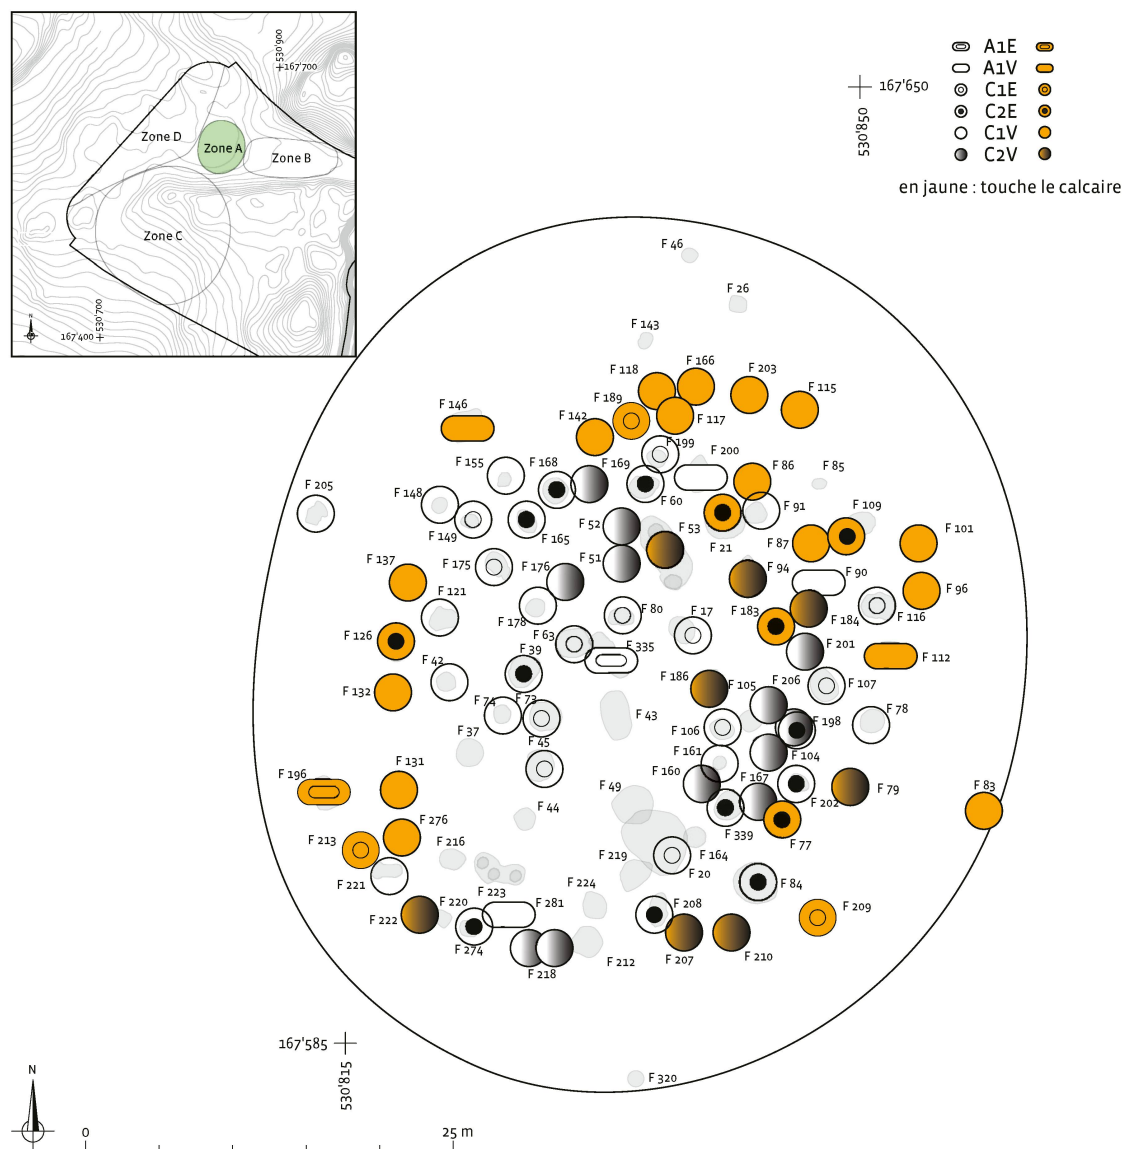 530'900
167'700
Zone D
Zone A
Zone B
Zone C
167'400
530'700
167'650
530'850
A1E
A1V
C1E
C2E
C1V
C2V
en jaune : touche le calcaire
F 46
F 26
F 143
F 118
F 166
F 203
F 115
F 189
F 117
F 146
F 142
F 199
F 200
F 155
F 168
F 169
F 86
F 85
F 148
F 60
F 91
F 109
F 205
F 149
F 165
F 52
F 53
F 21
F 87
F 101
F 137
F 175
F 176
F 51
F 94
F 90
F 96
F 121
F 178
F 80
F 17
F 183
F 184
F 116
F 126
F 63
F 335
F 201
F 112
F 42
F 39
F 186
F 105
F 206
F 107
F 132
F 74
F 73
F 43
F 106
F 198
F 78
F 37
F 45
F 161
F 104
F 196
F 131
F 160
F 167
F 202
F 79
F 83
F 49
F 44
F 276
F 213
F 339
F 77
F 216
F 219
F 164
F 20
F 221
F 223
F 224
F 84
F 222
F 220
F 281
F 208
F 209
F 274
F 218
F 212
F 207
F 210
167'585
530'815
F 320
N
0
25 m